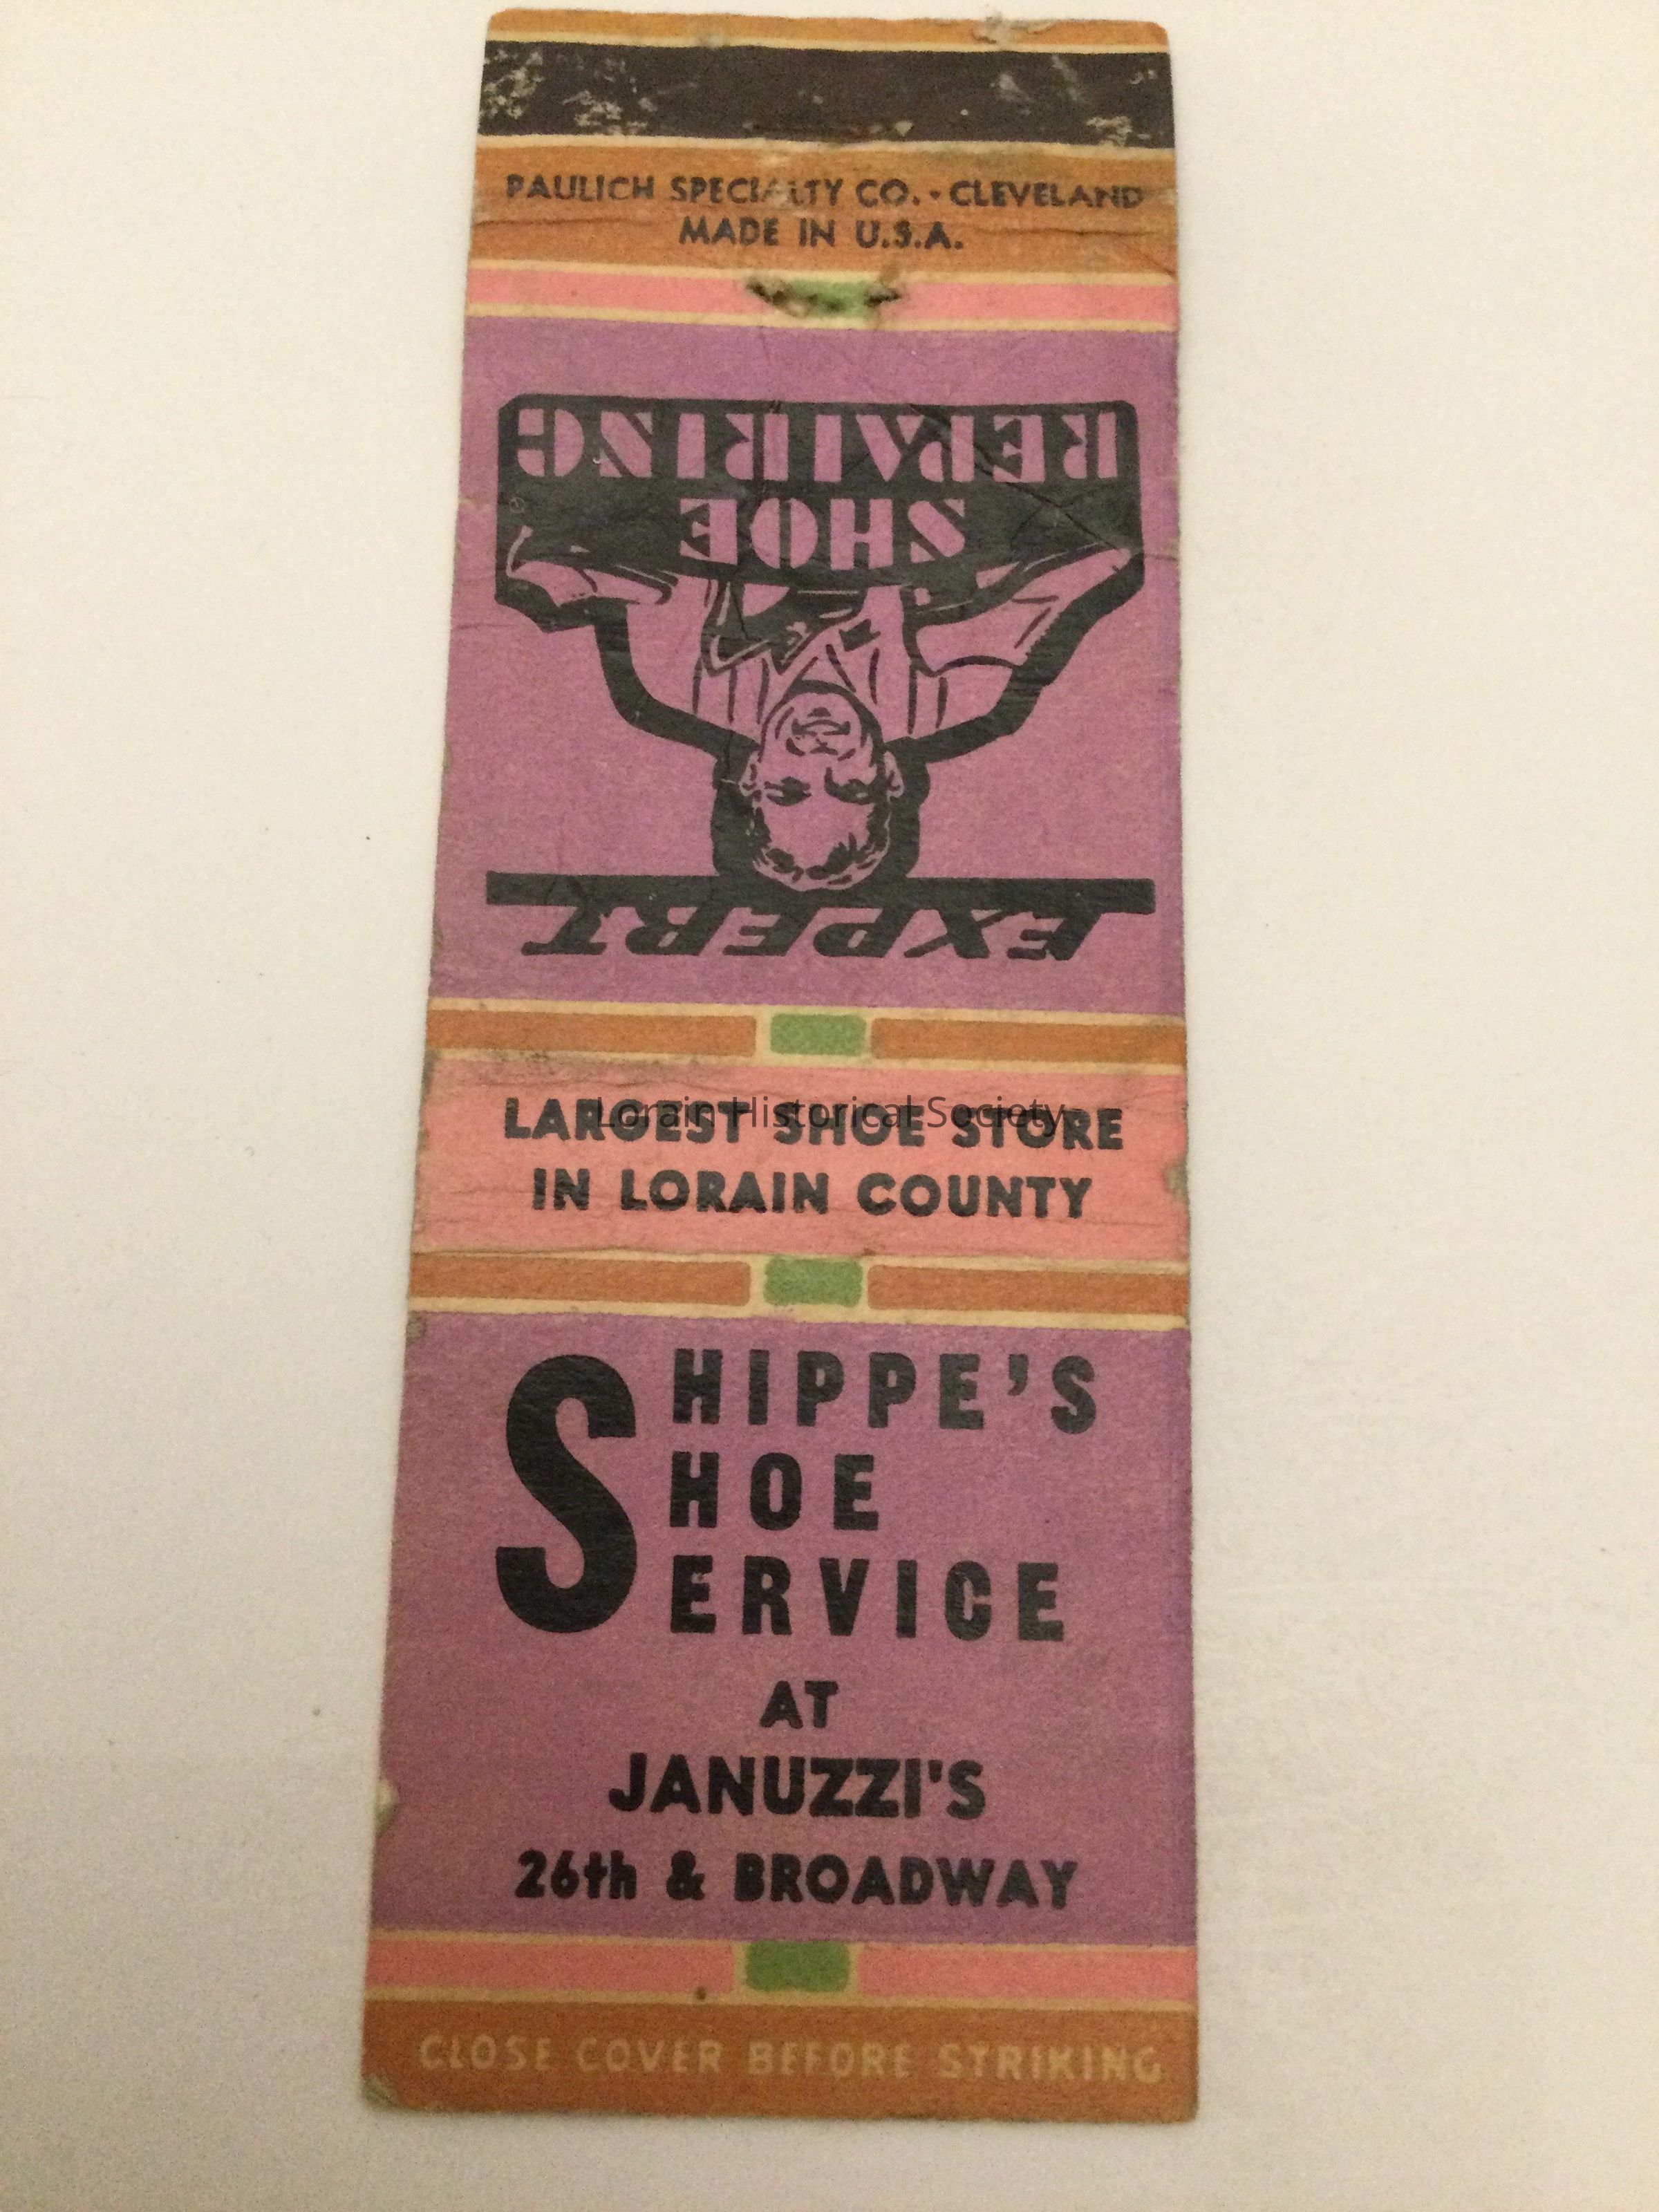 PAULICH SPECIALTY CO. - CLEVELAND
MADE IN U.S.A.
EXPERT
SHOE
REPAIRING
LARGEST SHOE STORE
IN LORAIN COUNTY
Lorain Historical Society
SHIPPE'S
SHOE
SERVICE
AT
JANUZZI'S
26th & BROADWAY
CLOSE COVER BEFORE STRIKING